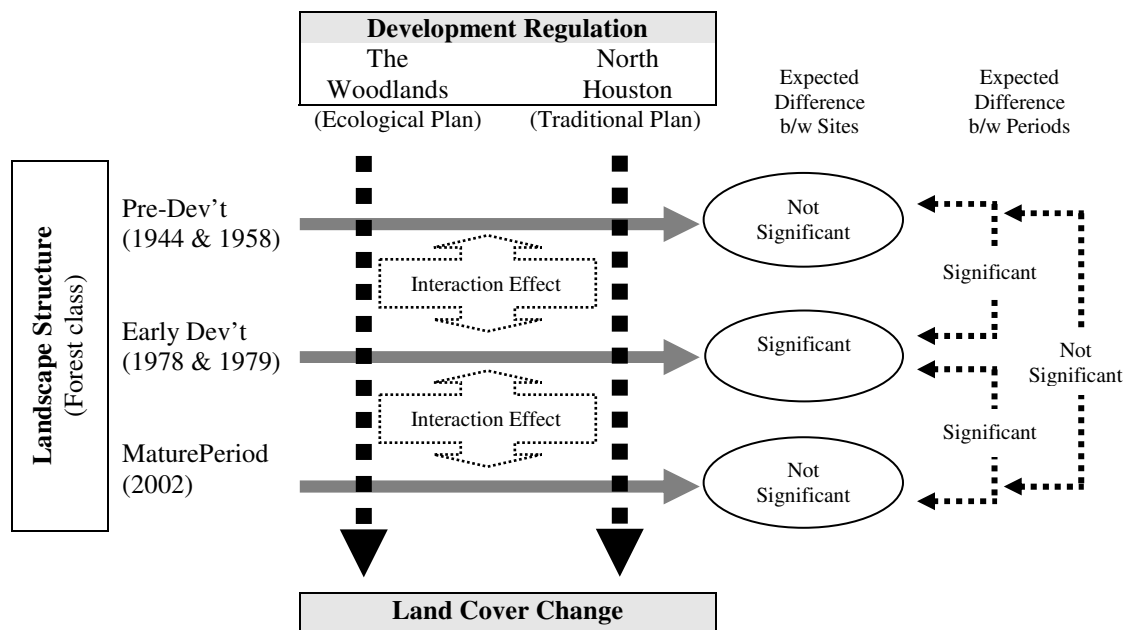 Development Regulation
The
Woodlands
(Ecological Plan)
North
Houston
(Traditional Plan)
Expected
Difference
b/w Sites
Expected
Difference
b/w Periods
Landscape Structure
(Forest class)
Pre-Dev't
(1944 & 1958)
Not
Significant
Significant
Interaction Effect
Early Dev't
(1978 & 1979)
Significant
Not
Significant
Interaction Effect
Significant
MaturePeriod
(2002)
Not
Significant
Land Cover Change